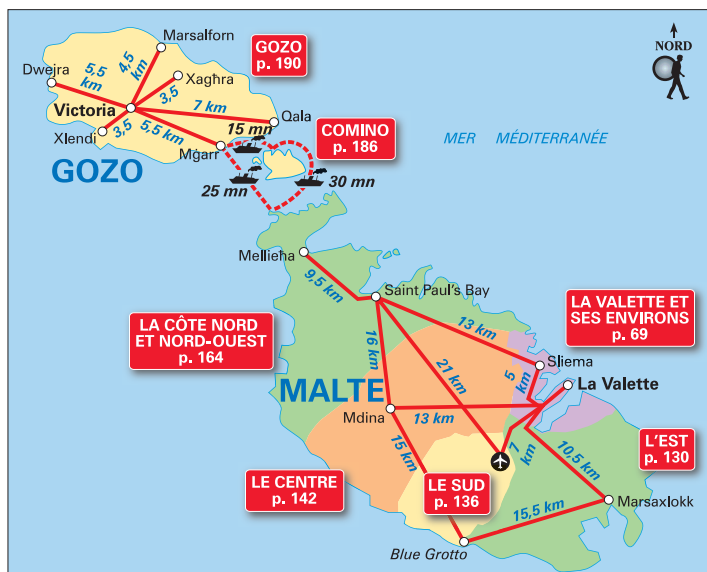 Marsalforn
GOZO
p. 190
NORD
Dwejra
5,5
km
4,5
km
Xagħra
3,5
Victoria
7 km
Qala
3,5
5,5 km
15 mn
Xlendi
Mġarr
COMINO
p. 186
MER MÉDITERRANÉE
GOZO
25 mn
30 mn
Mellieħa
9,5 km
Saint Paul's Bay
LA VALETTE ET
SES ENVIRONS
p. 69
LA CÔTE NORD
ET NORD-OUEST
p. 164
13 km
16 km
21 km
Sliema
5
km
La Valette
MALTE
Mdina
13 km
15 km
7
km
10,5 km
L'EST
p. 130
LE CENTRE
p. 142
LE SUD
p. 136
15,5 km
Marsaxlokk
Blue Grotto